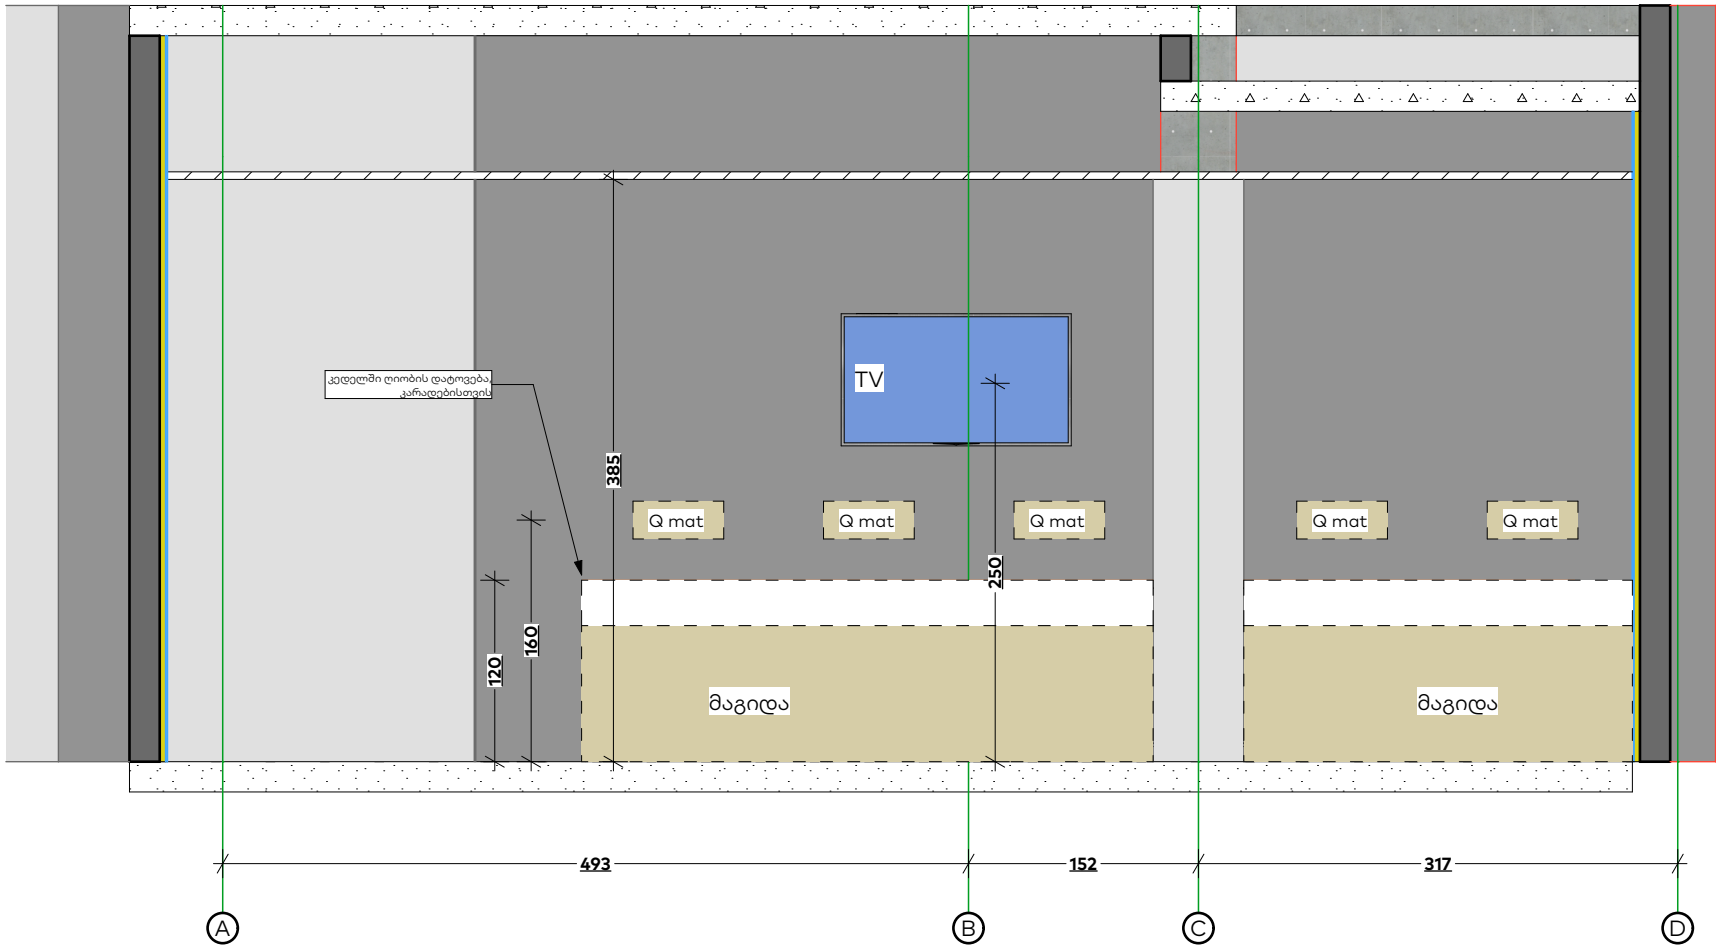 TV
კედელში ღიობის დატოვება,
კარადებისთვის
385
Q mat
Q mat
Q mat
Q mat
Q mat
250
160
120
მაგიდა
მაგიდა
493
152
317
A
B
C
D